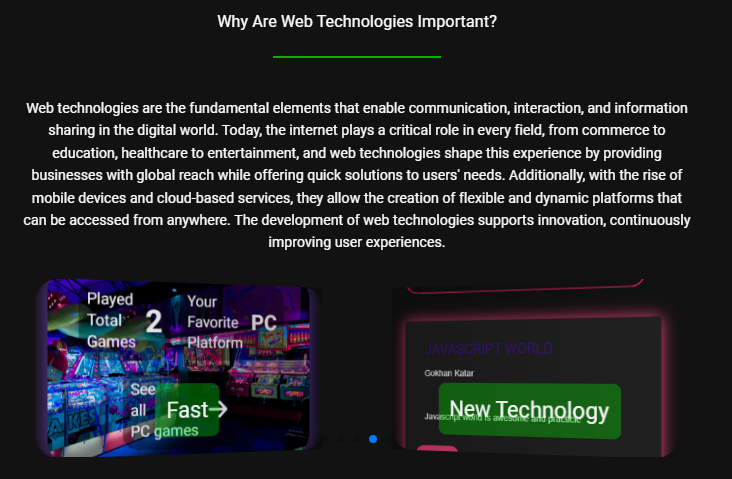 Why Are Web Technologies Important?
Web technologies are the fundamental elements that enable communication, interaction, and information
sharing in the digital world. Today, the internet plays a critical role in every field, from commerce to
education, healthcare to entertainment, and web technologies shape this experience by providing
businesses with global reach while offering quick solutions to users' needs. Additionally, with the rise of
mobile devices and cloud-based services, they allow the creation of flexible and dynamic platforms that
can be accessed from anywhere. The development of web technologies supports innovation, continuously
improving user experiences.
Played
Total
Games
2
Your
Favorite
Platform
PC
See
all
PC games
Fast
JAVASCRIPT WORLD
Gokhan Katar
New Technology
Javascript world is awesome and practicle